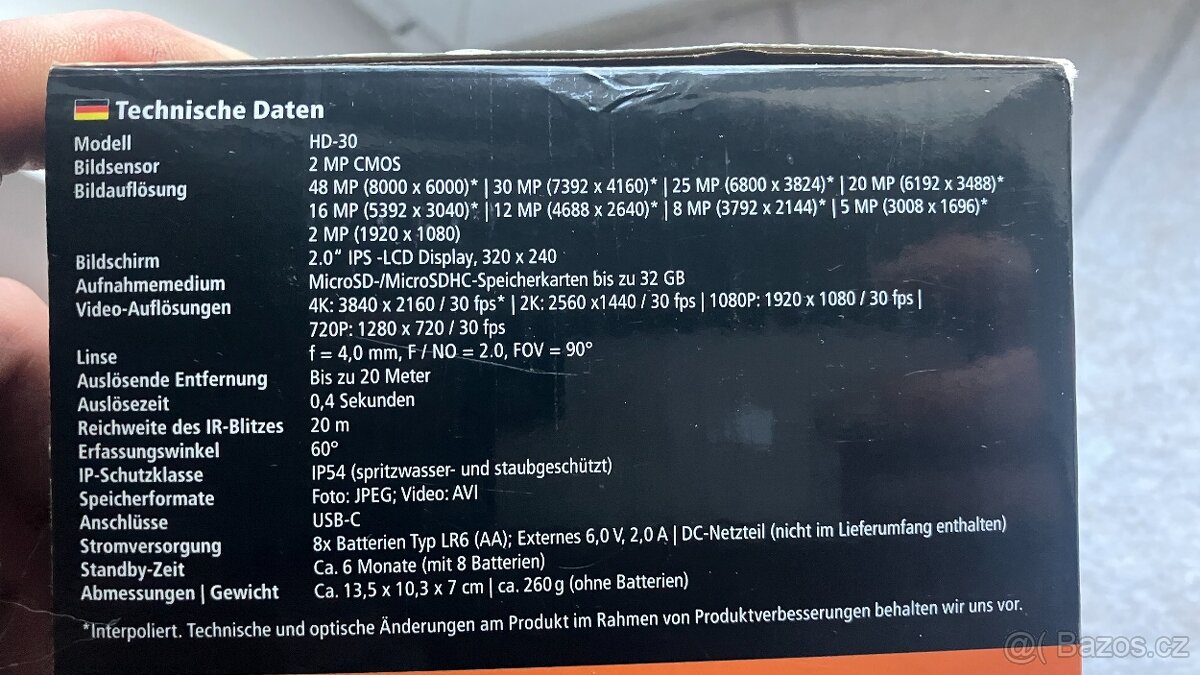 Technische Daten
Modell HD-30
Bildsensor 2 MP CMOS
Bildauflösung 48 MP (8000 x 6000)* | 30 MP (7392 x 4160)* | 25 MP (6800 x 3824)* | 20 MP (6192 x 3488)*
16 MP (5392 x 3040)* | 12 MP (4688 x 2640)* | 8 MP (3792 x 2144)* | 5 MP (3008 x 1696)*
2 MP (1920 x 1080)
Bildschirm 2.0“ IPS -LCD Display, 320 x 240
Aufnahmemedium MicroSD-/MicroSDHC-Speicherkarten bis zu 32 GB
Video-Auflösungen 4K: 3840 x 2160 / 30 fps* | 2K: 2560 x1440 / 30 fps | 1080P: 1920 x 1080 / 30 fps |
720P: 1280 x 720 / 30 fps
Linse f = 4,0 mm, F / NO = 2.0, FOV = 90°
Auslösende Entfernung Bis zu 20 Meter
Auslösezeit 0,4 Sekunden
Reichweite des IR-Blitzes 20 m
Erfassungswinkel 60°
IP-Schutzklasse IP54 (spritzwasser- und staubgeschützt)
Speicherformate Foto: JPEG; Video: AVI
Anschlüsse USB-C
Stromversorgung 8x Batterien Typ LR6 (AA); Externes 6,0 V, 2,0 A | DC-Netzteil (nicht im Lieferumfang enthalten)
Standby-Zeit Ca. 6 Monate (mit 8 Batterien)
Abmessungen | Gewicht Ca. 13,5 x 10,3 x 7 cm | ca. 260 g (ohne Batterien)
*Interpoliert. Technische und optische Änderungen am Produkt im Rahmen von Produktverbesserungen behalten wir uns vor.
@( Bazos.cz